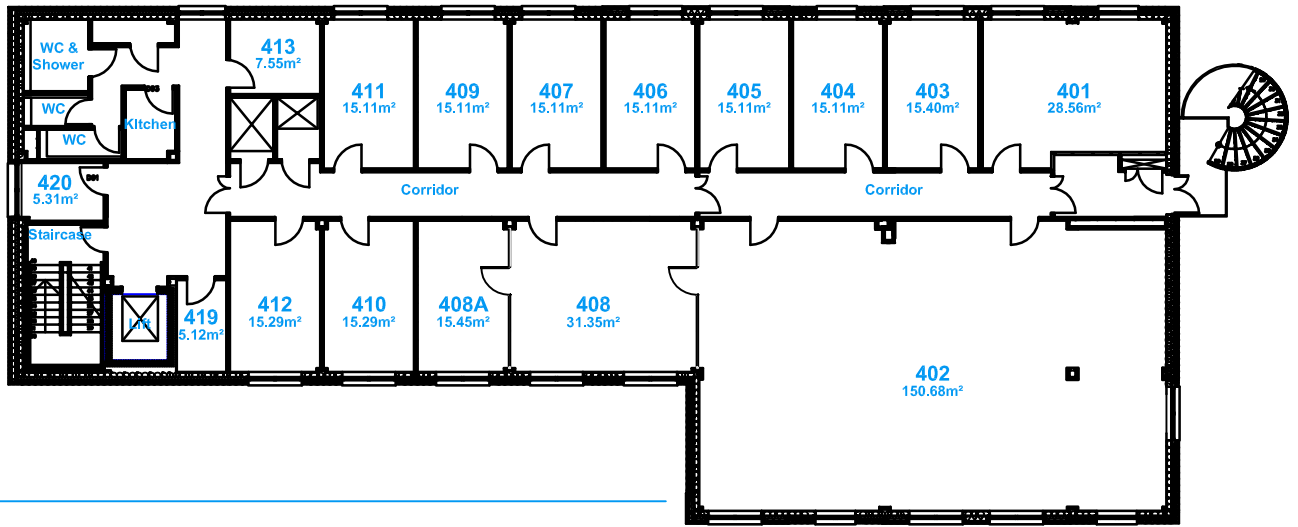 WC &
Shower
413
7.55m²
411
15.11m²
409
15.11m²
407
15.11m²
406
15.11m²
405
15.11m²
404
15.11m²
403
15.40m²
401
28.56m²
WC
KItchen
WC
420
5.31m²
Corridor
Corridor
Staircase
Lift
419
5.12m²
412
15.29m²
410
15.29m²
408A
15.45m²
408
31.35m²
402
150.68m²